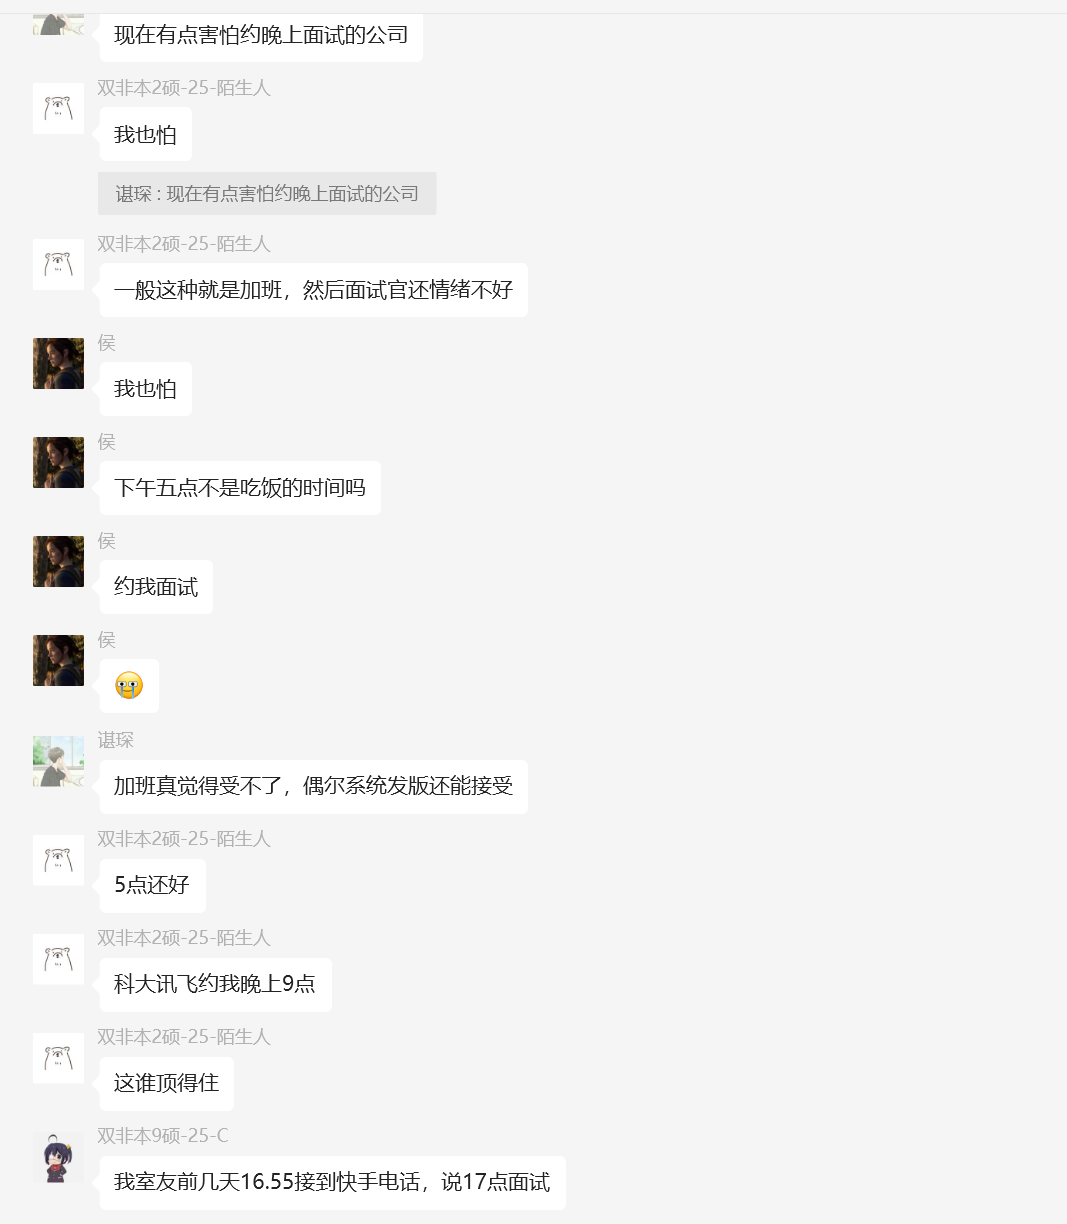 现在有点害怕约晚上面试的公司
双非本2硕-25-陌生人
我也怕
谌琛 : 现在有点害怕约晚上面试的公司
双非本2硕-25-陌生人
一般这种就是加班，然后面试官还情绪不好
侯
我也怕
侯
下午五点不是吃饭的时间吗
侯
约我面试
侯
谌琛
加班真觉得受不了，偶尔系统发版还能接受
双非本2硕-25-陌生人
5点还好
双非本2硕-25-陌生人
科大讯飞约我晚上9点
双非本2硕-25-陌生人
这谁顶得住
双非本9硕-25-C
我室友前几天16.55接到快手电话，说17点面试